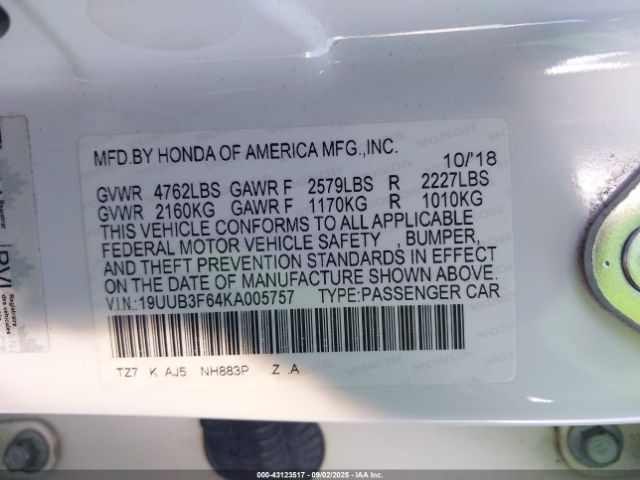 MFD.BY HONDA OF AMERICA MFG.,INC. 10/'18
GVWR 4762LBS GAWR F 2579LBS R 2227LBS
GVWR 2160KG GAWR F 1170KG R 1010KG
THIS VEHICLE CONFORMS TO ALL APPLICABLE
FEDERAL MOTOR VEHICLE SAFETY , BUMPER,
AND THEFT PREVENTION STANDARDS IN EFFECT
ON THE DATE OF MANUFACTURE SHOWN ABOVE.
V I N.:19UUB3F64KA005757 TYPE:PASSENGER CAR
TZ7 K AJ5 NH883P .Z .A
Owner: 000-43123517 - 09/02/2025 - IAA Inc.